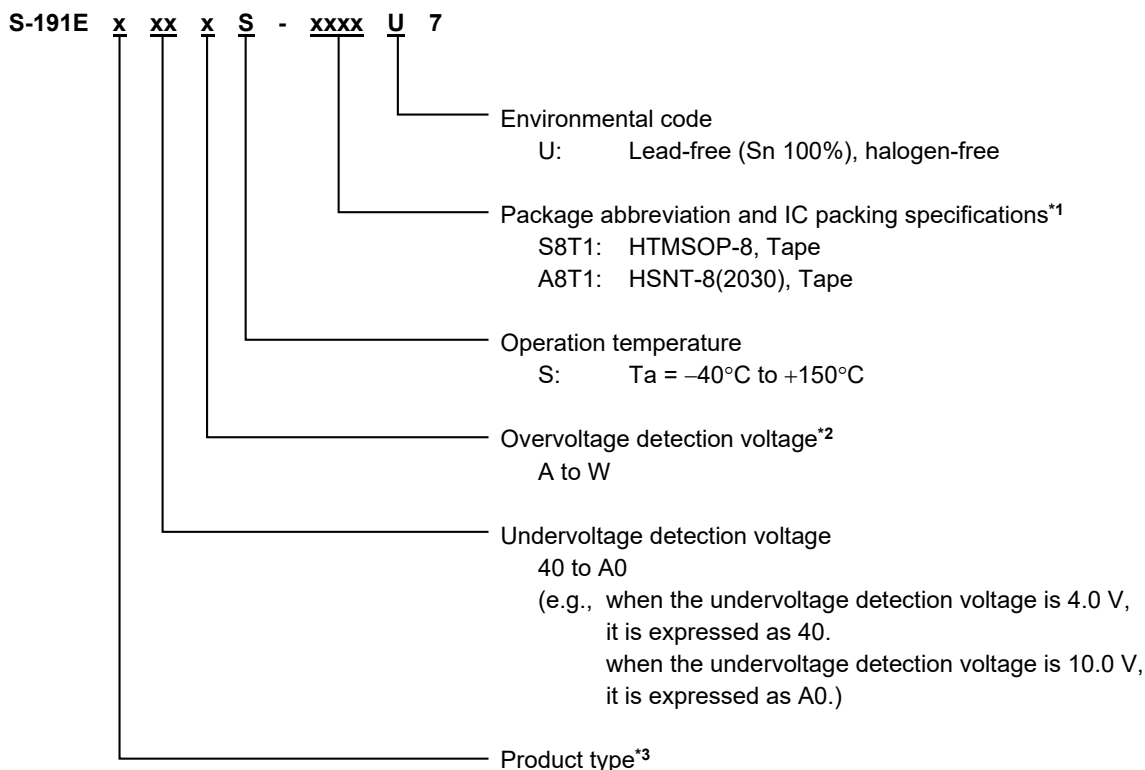 S-191E x xx x S - xxxx U 7
Environmental code
U: Lead-free (Sn 100%), halogen-free
Package abbreviation and IC packing specifications*1
S8T1: HTMSOP-8, Tape
A8T1: HSNT-8(2030), Tape
Operation temperature
S: Ta = −40°C to +150°C
Overvoltage detection voltage*2
A to W
Undervoltage detection voltage
40 to A0
(e.g., when the undervoltage detection voltage is 4.0 V,
it is expressed as 40.
when the undervoltage detection voltage is 10.0 V,
it is expressed as A0.)
Product type*3